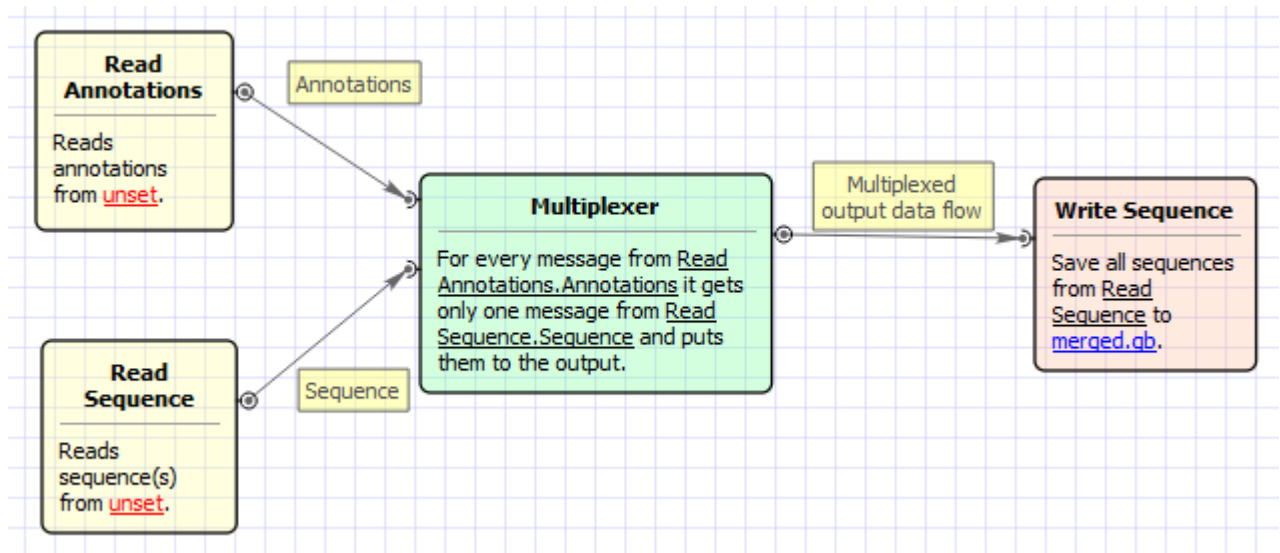 Read
Annotations
Reads
annotations
from unset.
Annotations
Read
Sequence
Reads
sequence(s)
from unset.
Sequence
Multiplexer
For every message from Read
Annotations.Annotations it gets
only one message from Read
Sequence.Sequence and puts
them to the output.
Multiplexed
output data flow
Write Sequence
Save all sequences
from Read
Sequence to
merged.gb.